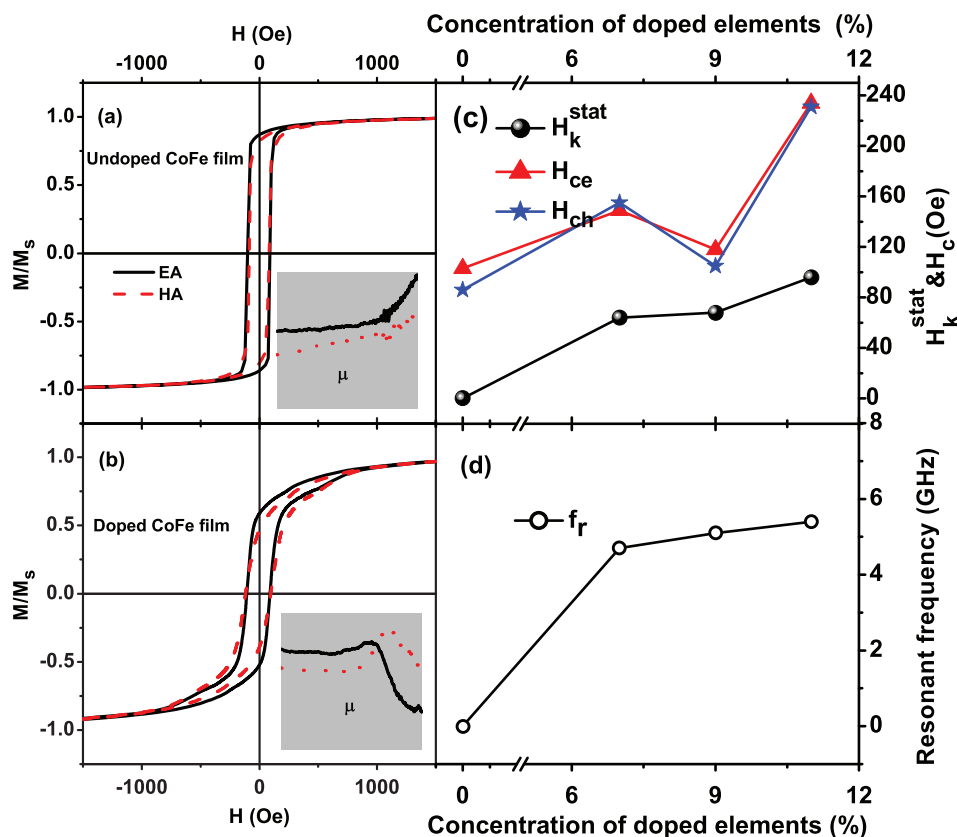 H (Oe)
-1000 0 1000
Concentration of doped elements (%)
0 6 9 12
(a)
Undoped CoFe film
1.0
0.5
0.0
-0.5
-1.0
M/Ms
EA
HA
μ
(b)
Doped CoFe film
1.0
0.5
0.0
-0.5
-1.0
M/Ms
μ
-1000 0 1000
H (Oe)
(c)
H_k^stat
H_ce
H_ch
240
200
160
120
80
40
0
H_k^stat & H_c (Oe)
(d)
f_r
8
6
4
2
0
Resonant frequency (GHz)
0 6 9 12
Concentration of doped elements (%)